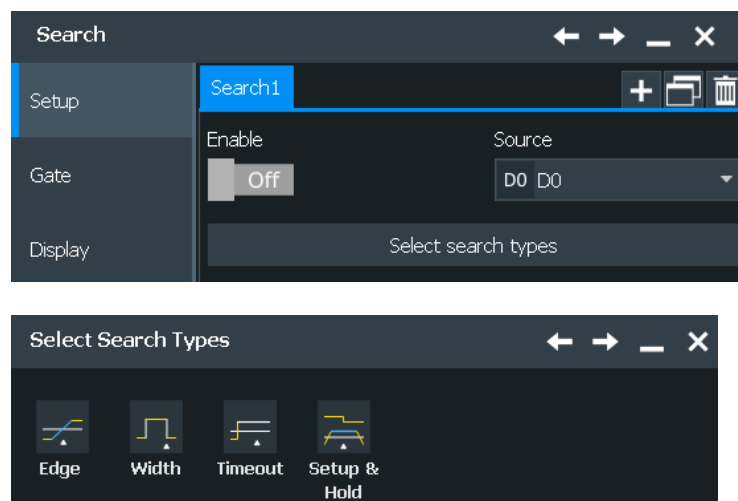 Search
Setup
Search1
Enable
Source
Gate
Off
D0 D0
Display
Select search types
Select Search Types
Edge
Width
Timeout
Setup &
Hold